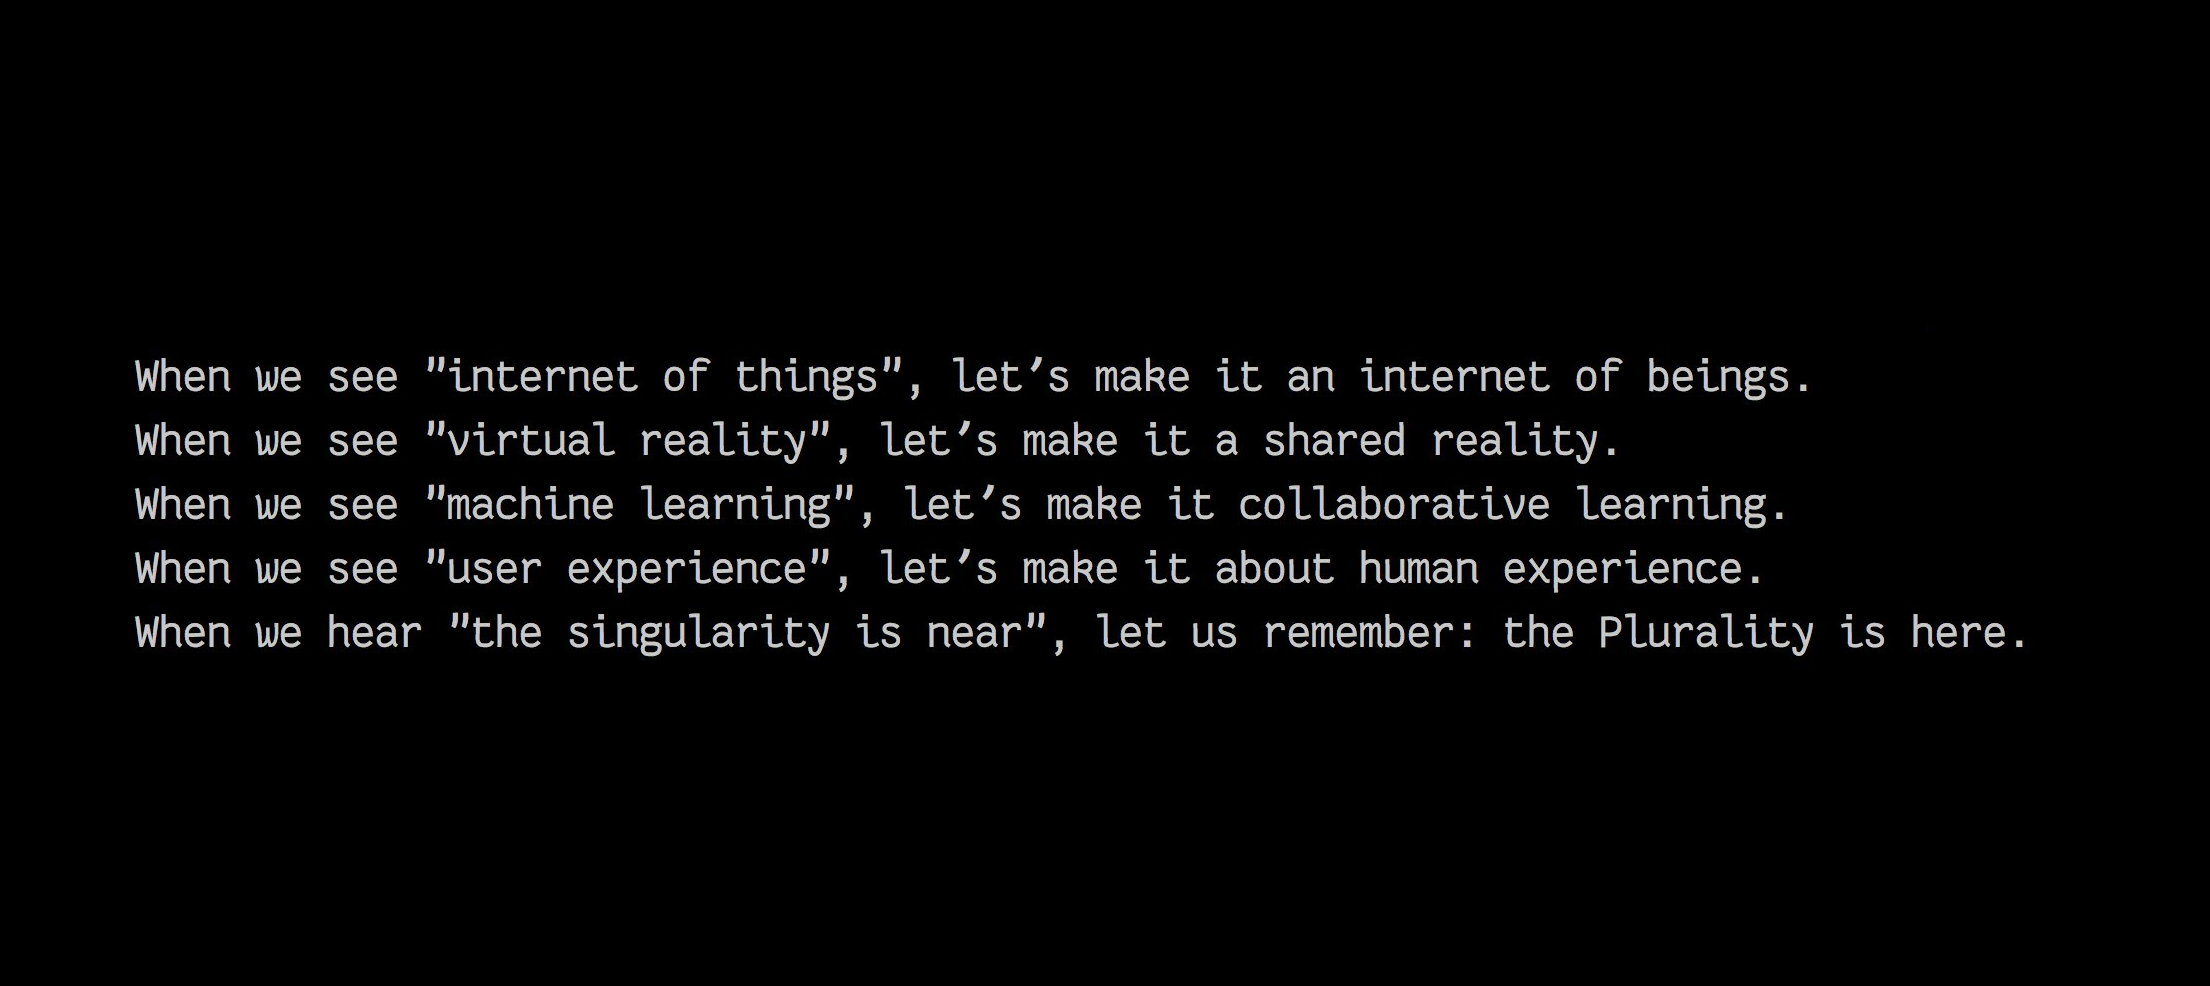 When we see "internet of things", let’s make it an internet of beings.
When we see "virtual reality", let’s make it a shared reality.
When we see "machine learning", let’s make it collaborative learning.
When we see "user experience", let’s make it about human experience.
When we hear "the singularity is near", let us remember: the Plurality is here.